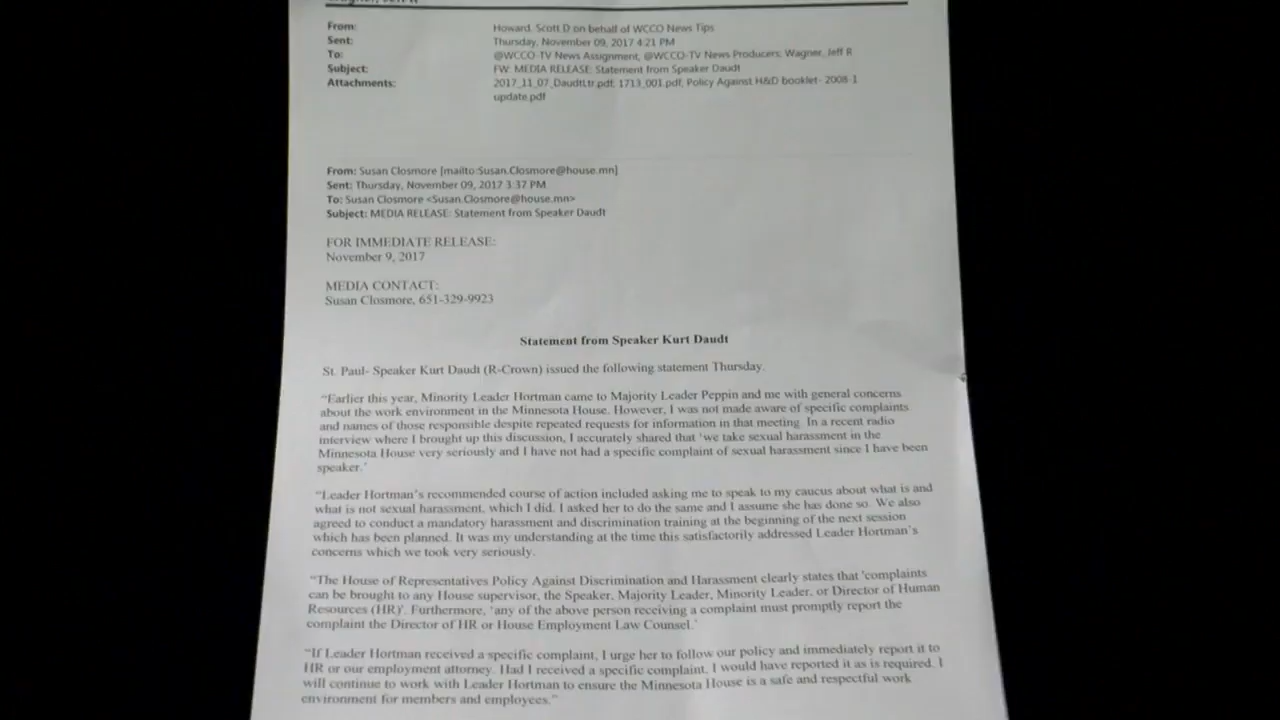 From: Howard, Scott D on behalf of WCCO News Tips
Sent: Thursday, November 09, 2017 4:21 PM
To: @WCCO-TV News Assignment; @WCCO-TV News Producers; Wagner, Jeff R
Subject: FW: MEDIA RELEASE: Statement from Speaker Daudt
Attachments: 2017_11_07_DaudtLtr.pdf; 1713_001.pdf; Policy Against H&D booklet- 2008-1
update.pdf
From: Susan Closmore [mailto:Susan.Closmore@house.mn]
Sent: Thursday, November 09, 2017 3:37 PM
To: Susan Closmore <Susan.Closmore@house.mn>
Subject: MEDIA RELEASE: Statement from Speaker Daudt
FOR IMMEDIATE RELEASE:
November 9, 2017
MEDIA CONTACT:
Susan Closmore, 651-329-9923
Statement from Speaker Kurt Daudt
St. Paul- Speaker Kurt Daudt (R-Crown) issued the following statement Thursday.
"Earlier this year, Minority Leader Hortman came to Majority Leader Peppin and me with general concerns
about the work environment in the Minnesota House. However, I was not made aware of specific complaints
and names of those responsible despite repeated requests for information in that meeting. In a recent radio
interview where I brought up this discussion, I accurately shared that 'we take sexual harassment in the
Minnesota House very seriously and I have not had a specific complaint of sexual harassment since I have been
speaker.'
"Leader Hortman's recommended course of action included asking me to speak to my caucus about what is and
what is not sexual harassment, which I did. I asked her to do the same and I assume she has done so. We also
agreed to conduct a mandatory harassment and discrimination training at the beginning of the next session
which has been planned. It was my understanding at the time this satisfactorily addressed Leader Hortman's
concerns which we took very seriously.
"The House of Representatives Policy Against Discrimination and Harassment clearly states that 'complaints
can be brought to any House supervisor, the Speaker, Majority Leader, Minority Leader, or Director of Human
Resources (HR)'. Furthermore, 'any of the above person receiving a complaint must promptly report the
complaint the Director of HR or House Employment Law Counsel.'
"If Leader Hortman received a specific complaint, I urge her to follow our policy and immediately report it to
HR or our employment attorney. Had I received a specific complaint, I would have reported it as is required. I
will continue to work with Leader Hortman to ensure the Minnesota House is a safe and respectful work
environment for members and employees."